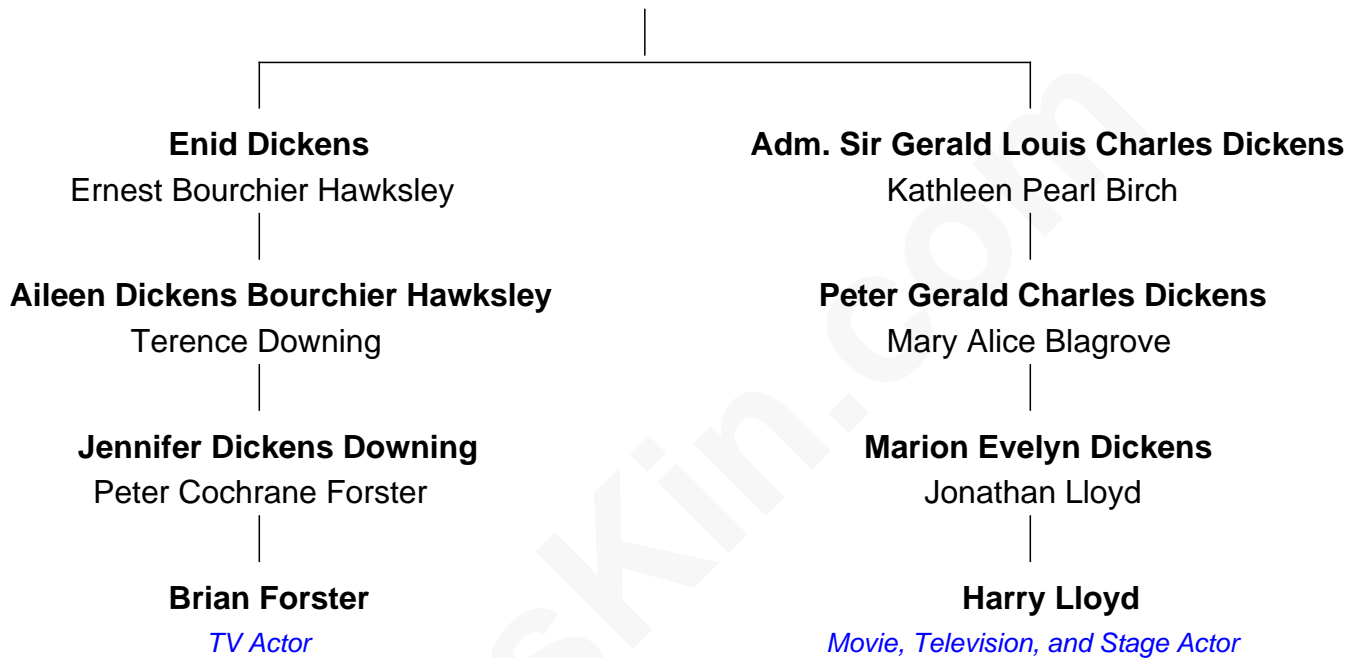 Enid Dickens
Ernest Bourchier Hawksley
Adm. Sir Gerald Louis Charles Dickens
Kathleen Pearl Birch
Aileen Dickens Bourchier Hawksley
Terence Downing
Peter Gerald Charles Dickens
Mary Alice Blagrove
Jennifer Dickens Downing
Peter Cochrane Forster
Marion Evelyn Dickens
Jonathan Lloyd
Brian Forster
TV Actor
Harry Lloyd
Movie, Television, and Stage Actor
sKin.com